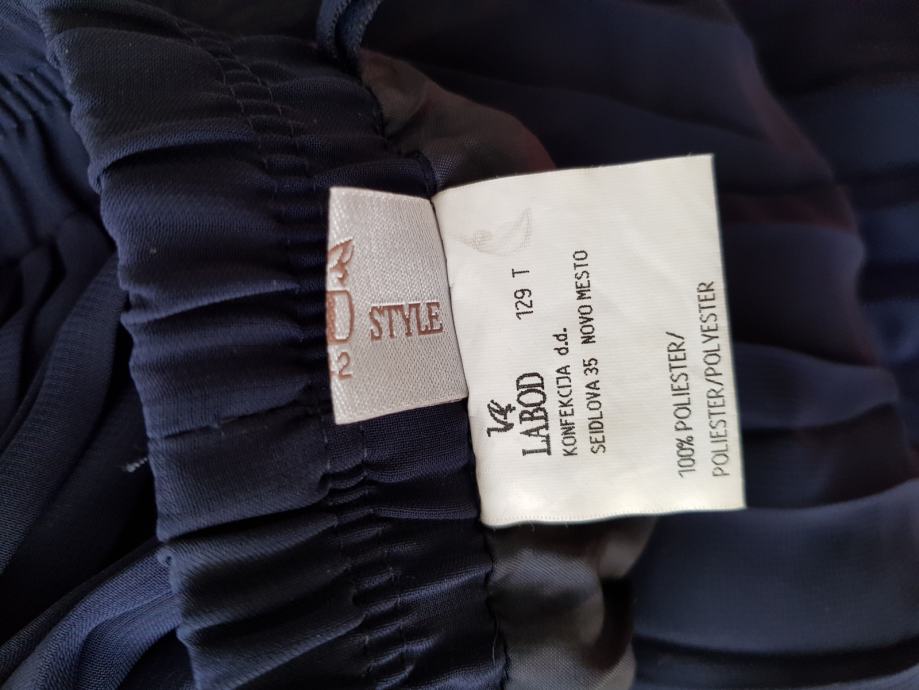 STYLE
LABOD
129 T
KONFEKCIJA d.d.
SEIDLOVA 35 NOVO MESTO
100% POLIESTER/
POLIESTER/POLYESTER